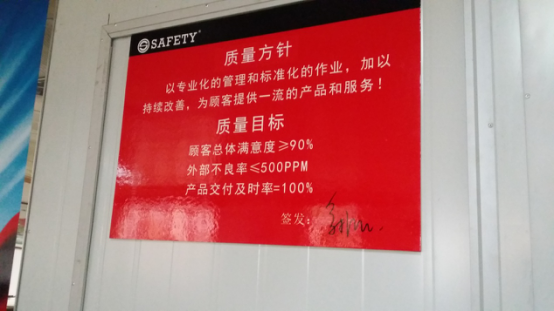 SAFETY
质量方针
以专业化的管理和标准化的作业，加以
持续改善，为顾客提供一流的产品和服务！
质量目标
顾客总体满意度≥90%
外部不良率≤500PPM
产品交付及时率=100%
签发：